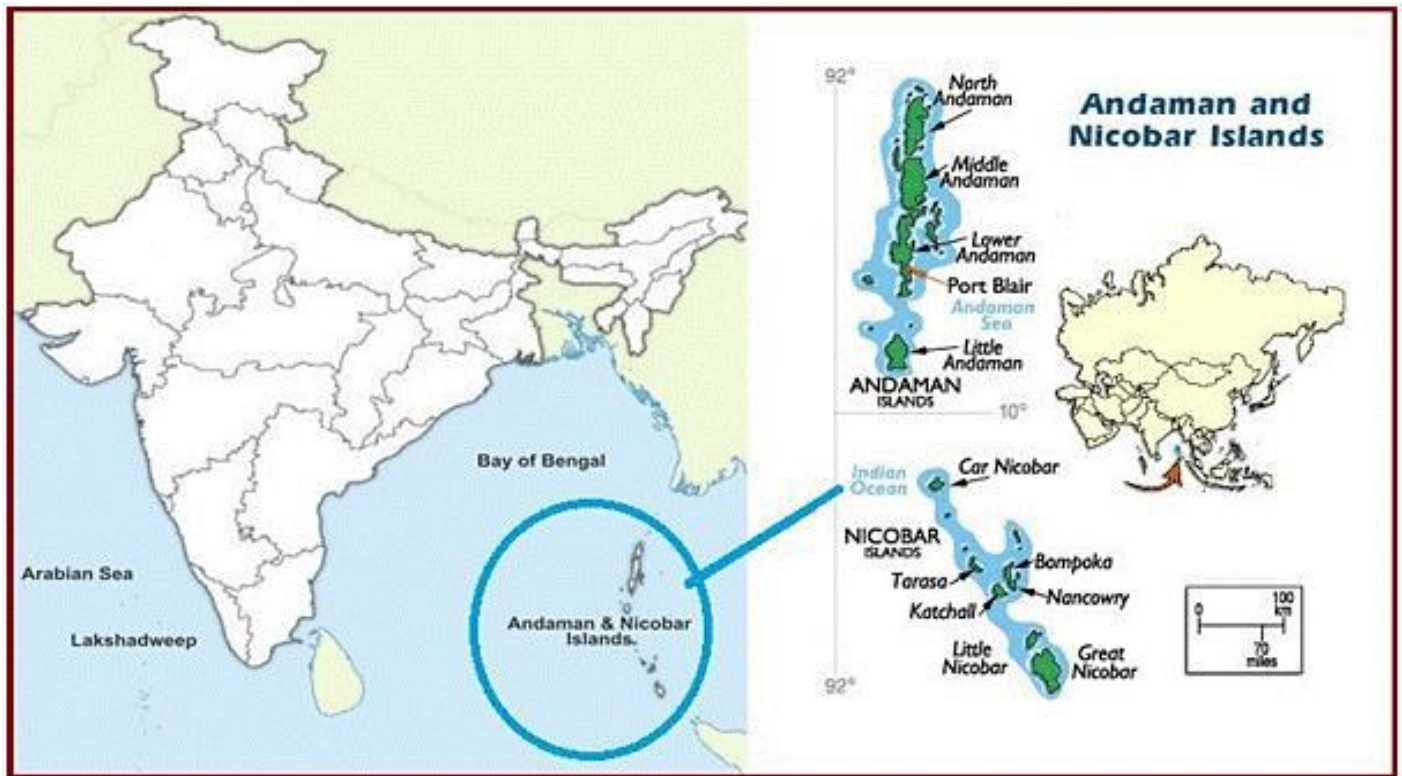 Bay of Bengal
Arabian Sea
Lakshadweep
Andaman & Nicobar
Islands
Andaman and
Nicobar Islands
92°
North
Andaman
Middle
Andaman
Lower
Andaman
Port Blair
Andaman
Sea
Little
Andaman
ANDAMAN
ISLANDS
10°
Indian
Ocean
Car Nicobar
NICOBAR
ISLANDS
Tarasa
Bompoka
Katchall
Nancowry
Little
Nicobar
Great
Nicobar
92°
0
100
km
70
miles